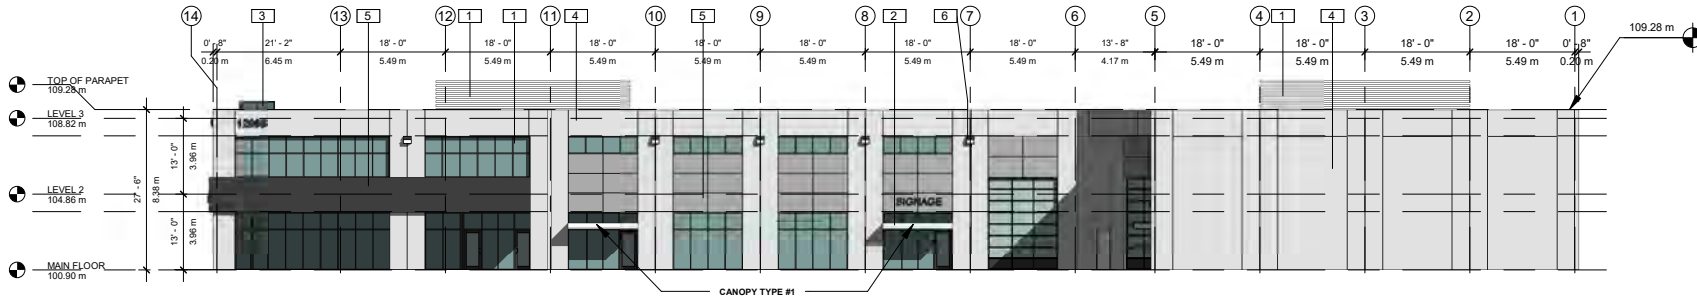 14 3 13 5 12 1 1 11 4 10 5 9 8 2 6 7 6 5 4 1 4 3 2 1
109.28 m
0' - 8" 21' - 2" 18' - 0" 18' - 0" 18' - 0" 18' - 0" 18' - 0" 18' - 0" 18' - 0" 13' - 8" 18' - 0" 18' - 0" 18' - 0" 18' - 0" 0' - 8"
0.20 m 6.45 m 5.49 m 5.49 m 5.49 m 5.49 m 5.49 m 5.49 m 5.49 m 4.17 m 5.49 m 5.49 m 5.49 m 5.49 m 0.20 m
TOP OF PARAPET
109.28 m
LEVEL 3
108.82 m
13' - 0"
3.96 m
27' - 6"
8.38 m
LEVEL 2
104.86 m
SIGNAGE
13' - 0"
3.96 m
MAIN FLOOR
100.90 m
CANOPY TYPE #1